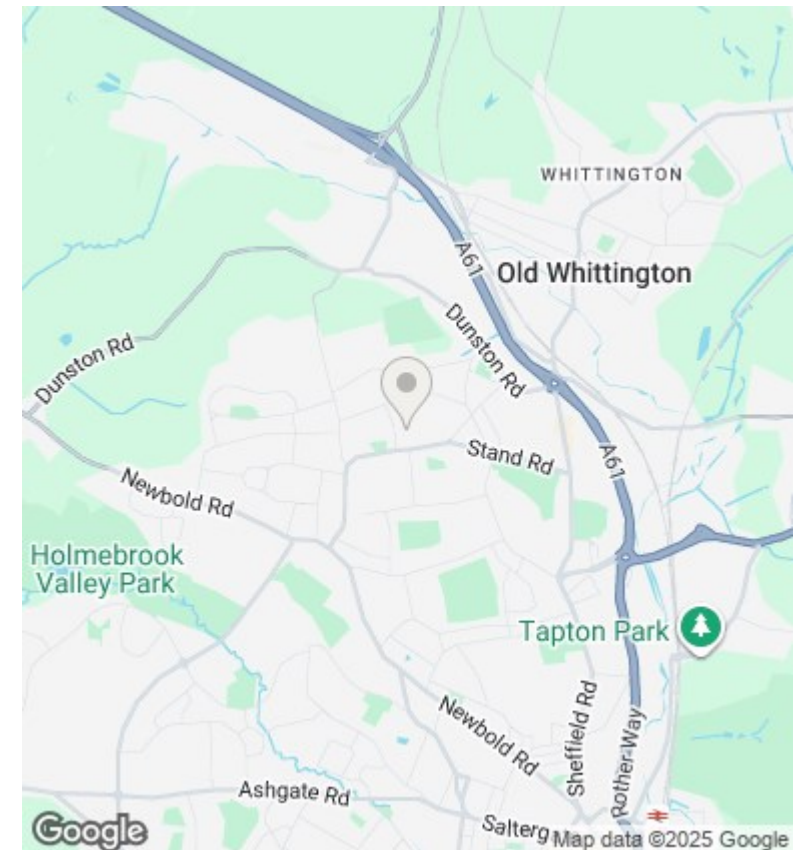 WHITTINGTON
A61
Old Whittington
Dunston Rd
Dunston Rd
Stand Rd
A61
Newbold Rd
Holmebrook
Valley Park
Tapton Park
Newbold Rd
Sheffield Rd
Rother Way
Ashgate Rd
Google
Map data ©2025 Google